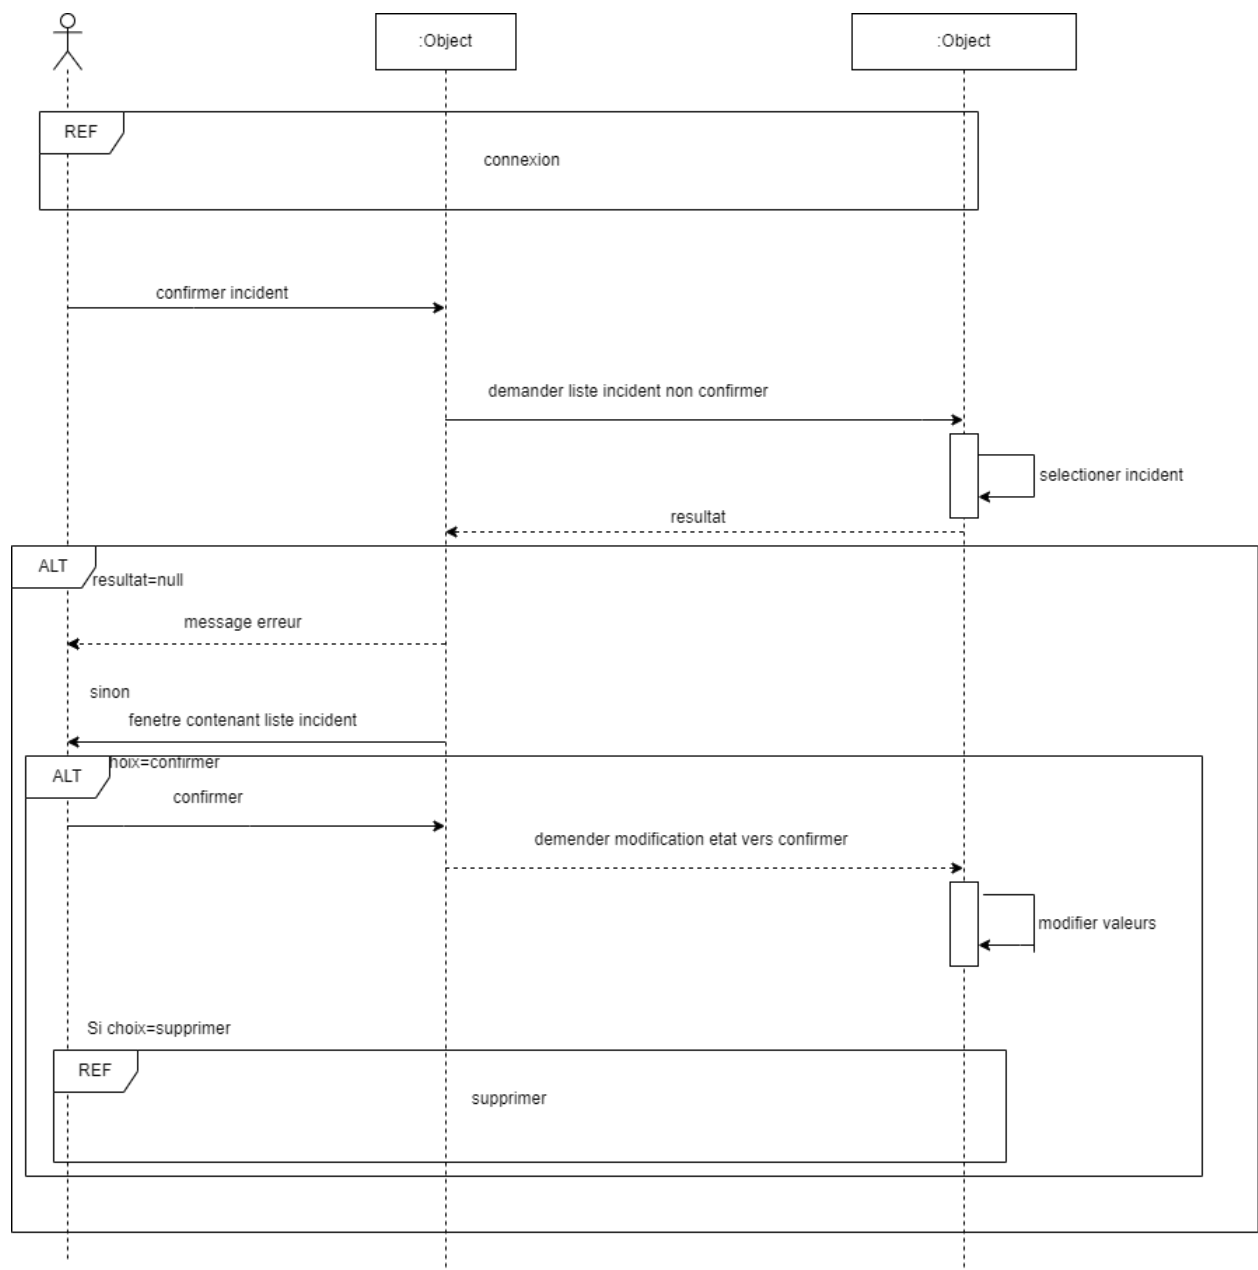 :Object
:Object
REF
connexion
confirmer incident
demander liste incident non confirmer
selectioner incident
resultat
ALT
resultat=null
message erreur
sinon
fenetre contenant liste incident
ALT
hoix=confirmer
confirmer
demender modification etat vers confirmer
modifier valeurs
Si choix=supprimer
REF
supprimer